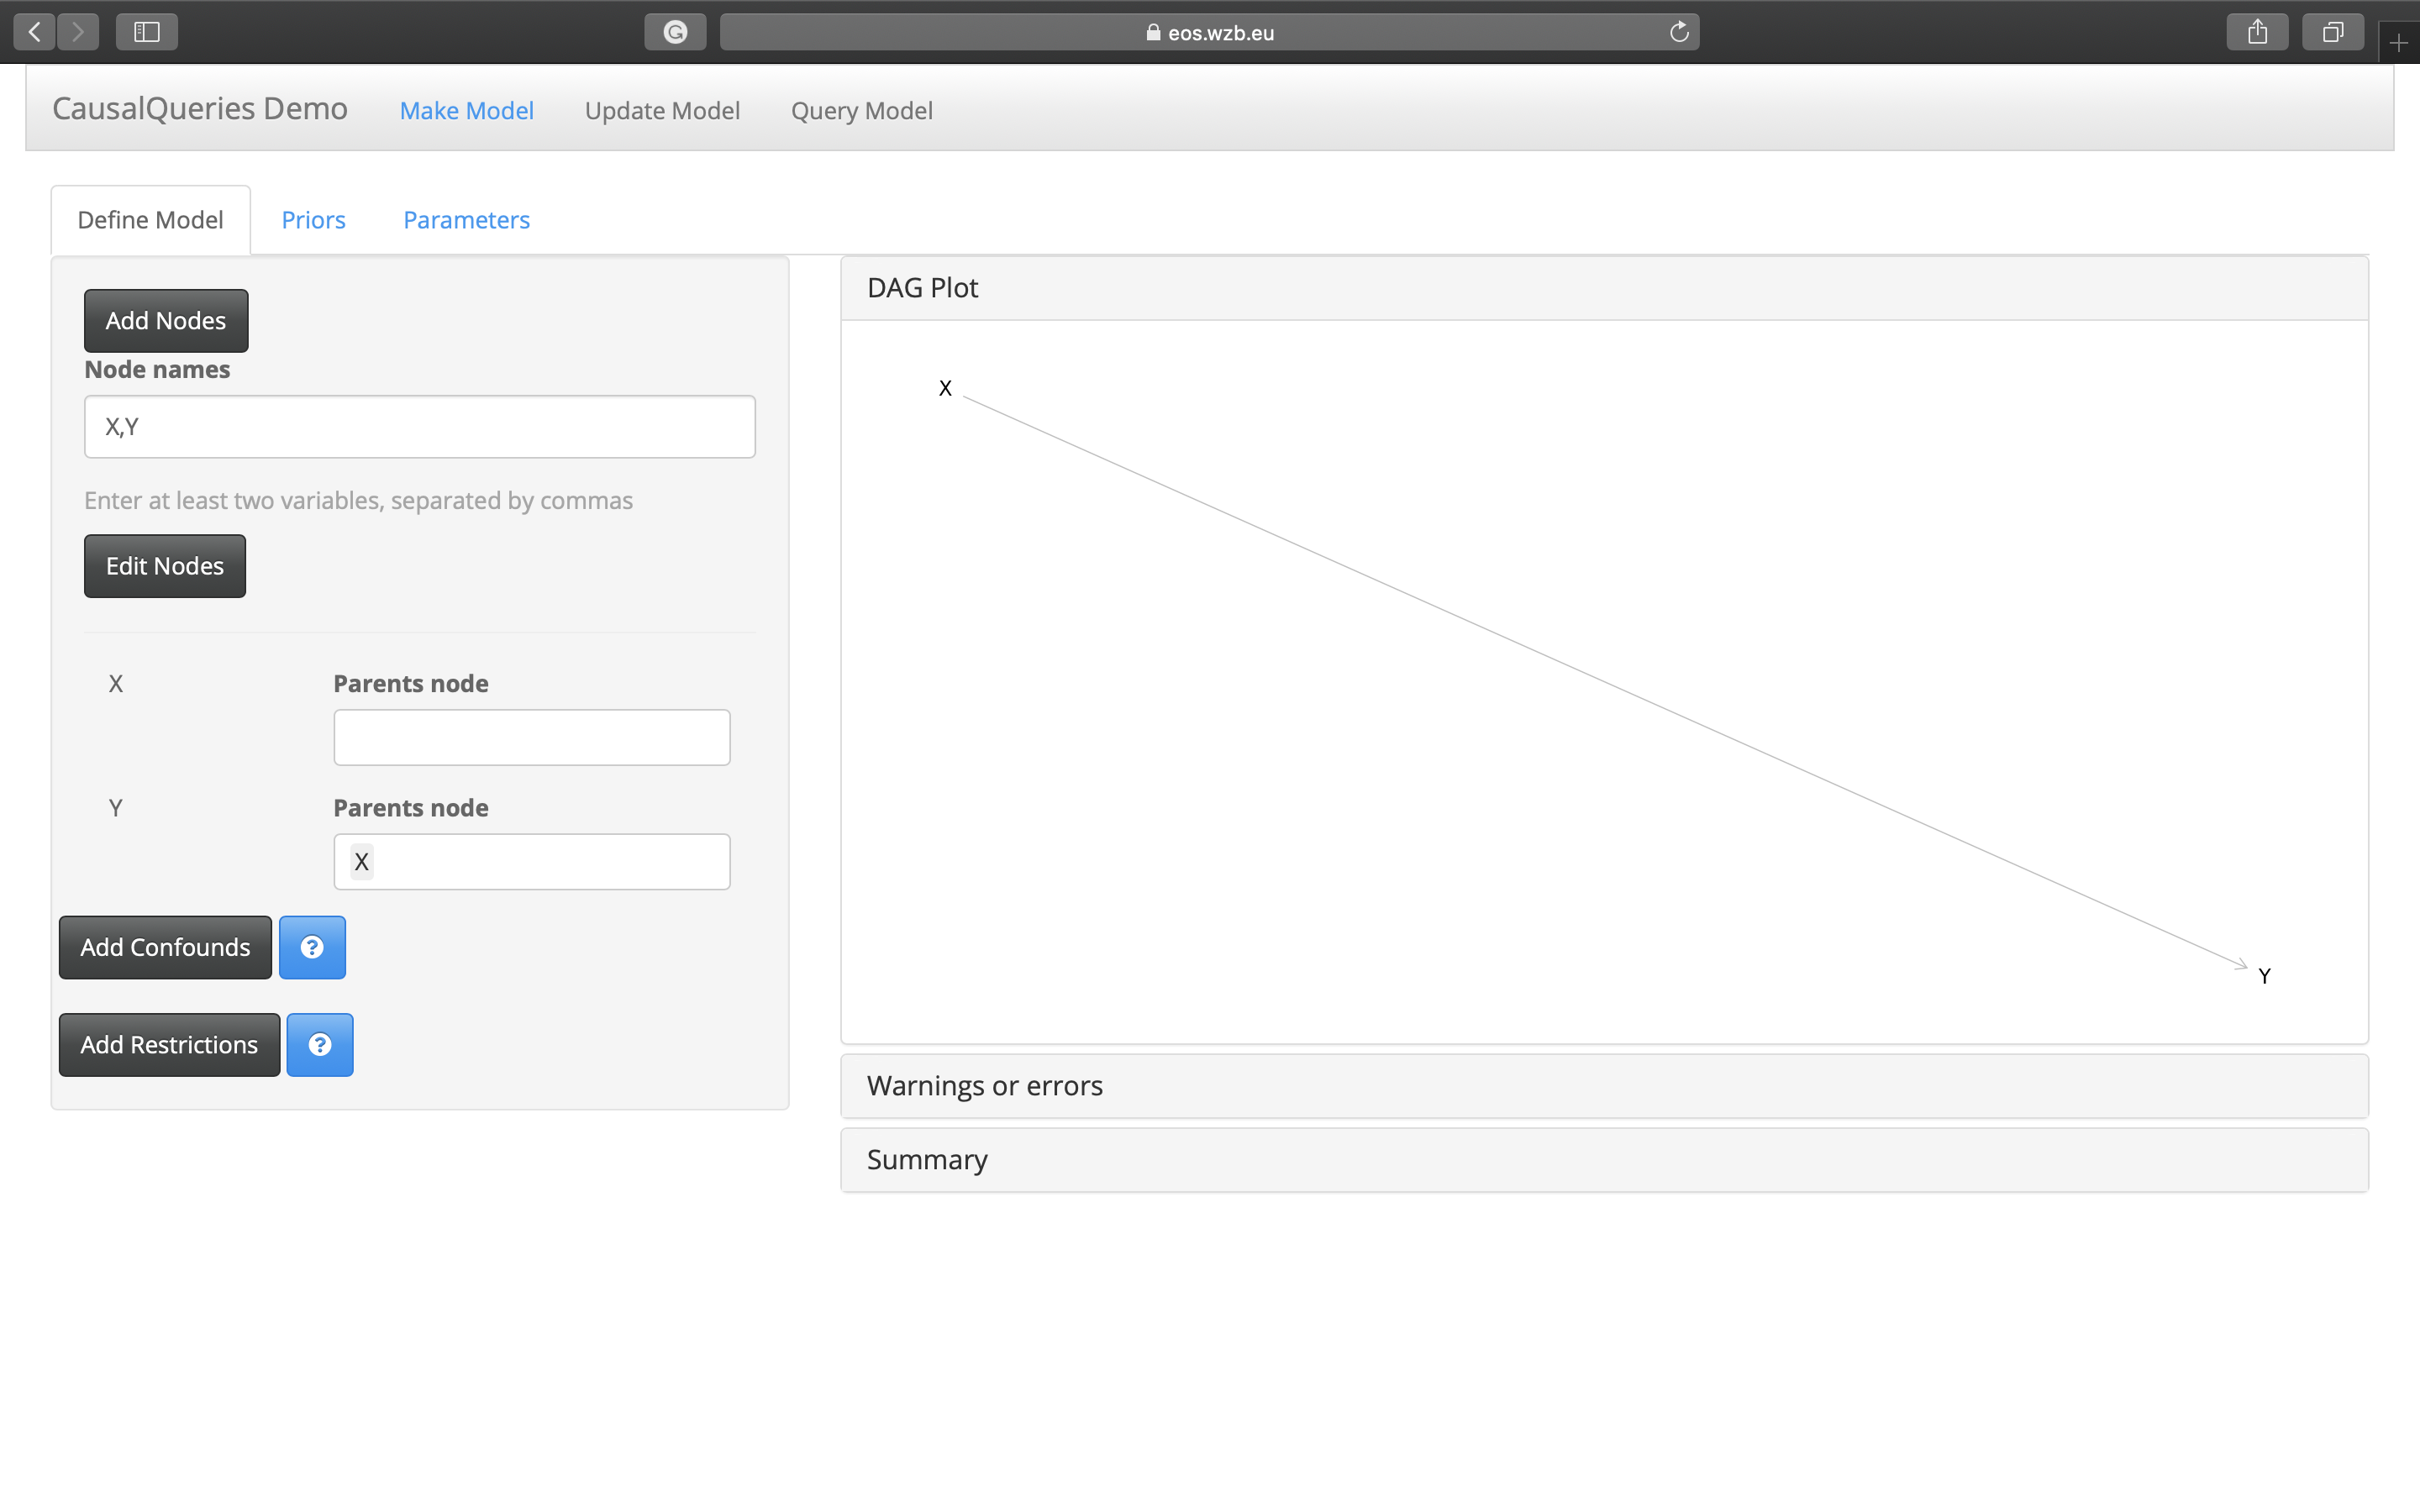 eos.wzb.eu
CausalQueries Demo Make Model Update Model Query Model
Define Model Priors Parameters
Add Nodes
Node names
X,Y
Enter at least two variables, separated by commas
Edit Nodes
X Parents node
Y Parents node
X
Add Confounds ?
Add Restrictions ?
DAG Plot
X
Y
Warnings or errors
Summary